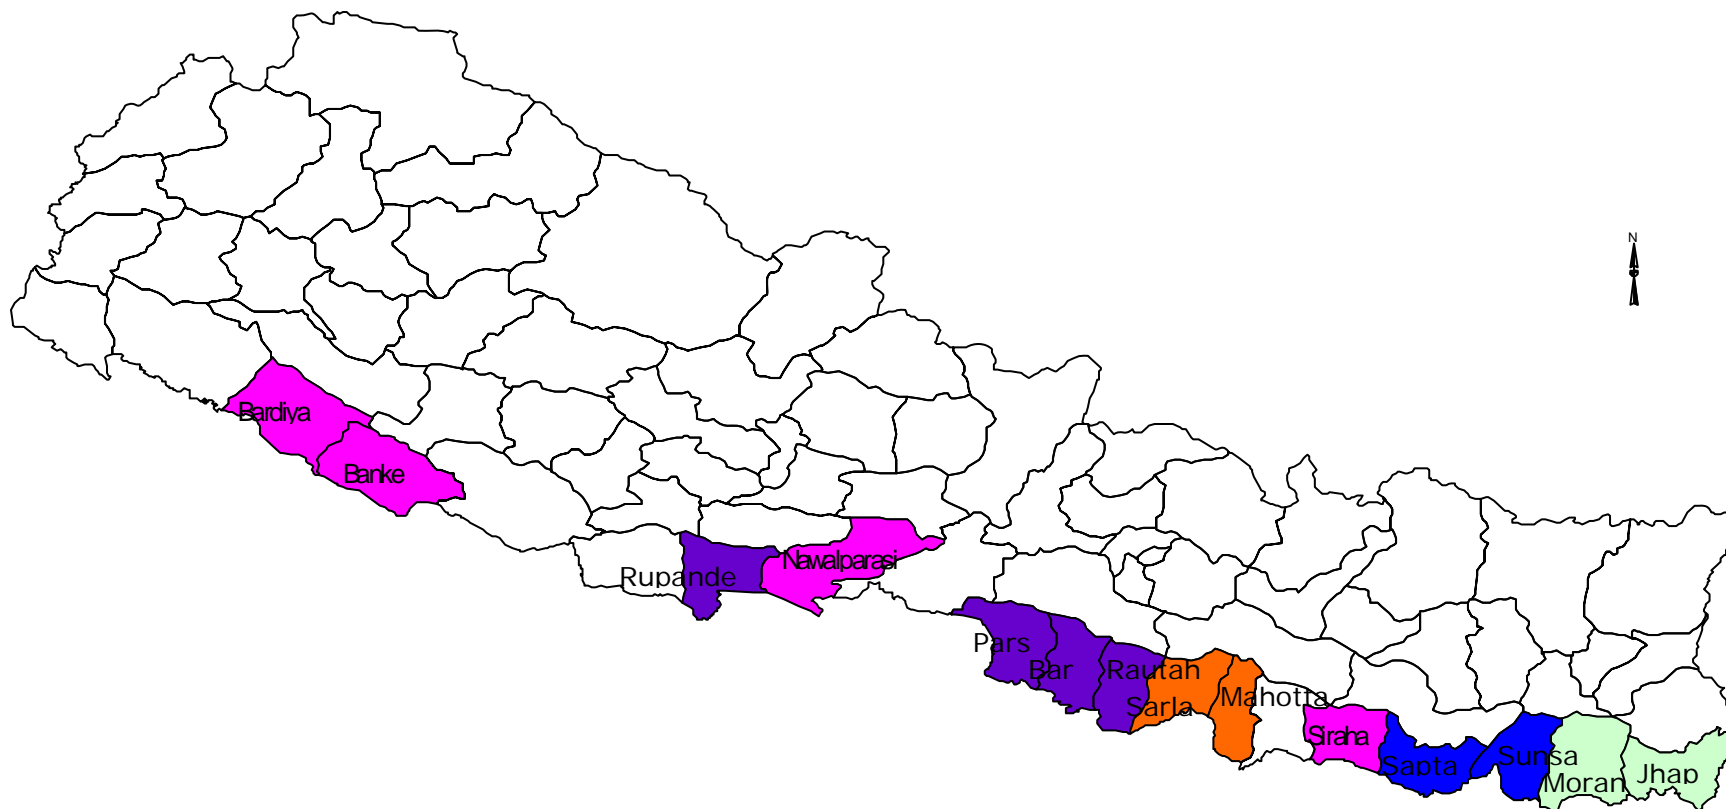 N
Bardiya
Banke
Nawalparasi
Rupande
Pars
Bar
Rautah
Sarla
Mahotta
Siraha
Sapta
Sunsa
Moran
Jhap